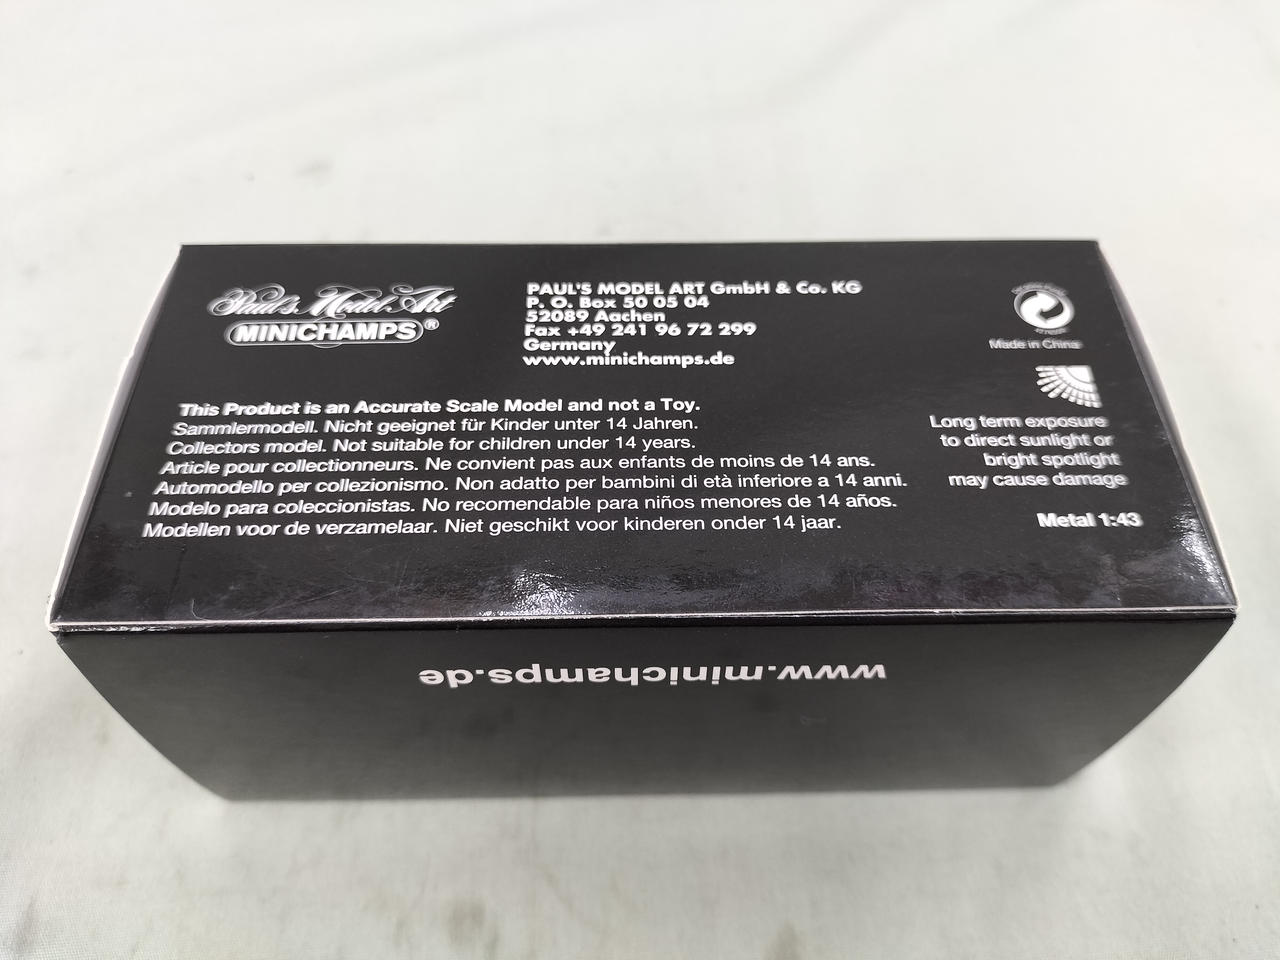 Paul's Model Art
MINICHAMPS®
PAUL'S MODEL ART GmbH & Co. KG
P. O. Box 50 05 04
52089 Aachen
Fax +49 241 96 72 299
Germany
www.minichamps.de
Made in China
This Product is an Accurate Scale Model and not a Toy.
Sammlermodell. Nicht geeignet für Kinder unter 14 Jahren.
Collectors model. Not suitable for children under 14 years.
Article pour collectionneurs. Ne convient pas aux enfants de moins de 14 ans.
Automodello per collezionismo. Non adatto per bambini di età inferiore a 14 anni.
Modelo para coleccionistas. No recomendable para niños menores de 14 años.
Modellen voor de verzamelaar. Niet geschikt voor kinderen onder 14 jaar.
Long term exposure
to direct sunlight or
bright spotlight
may cause damage
Metal 1:43
www.minichamps.de